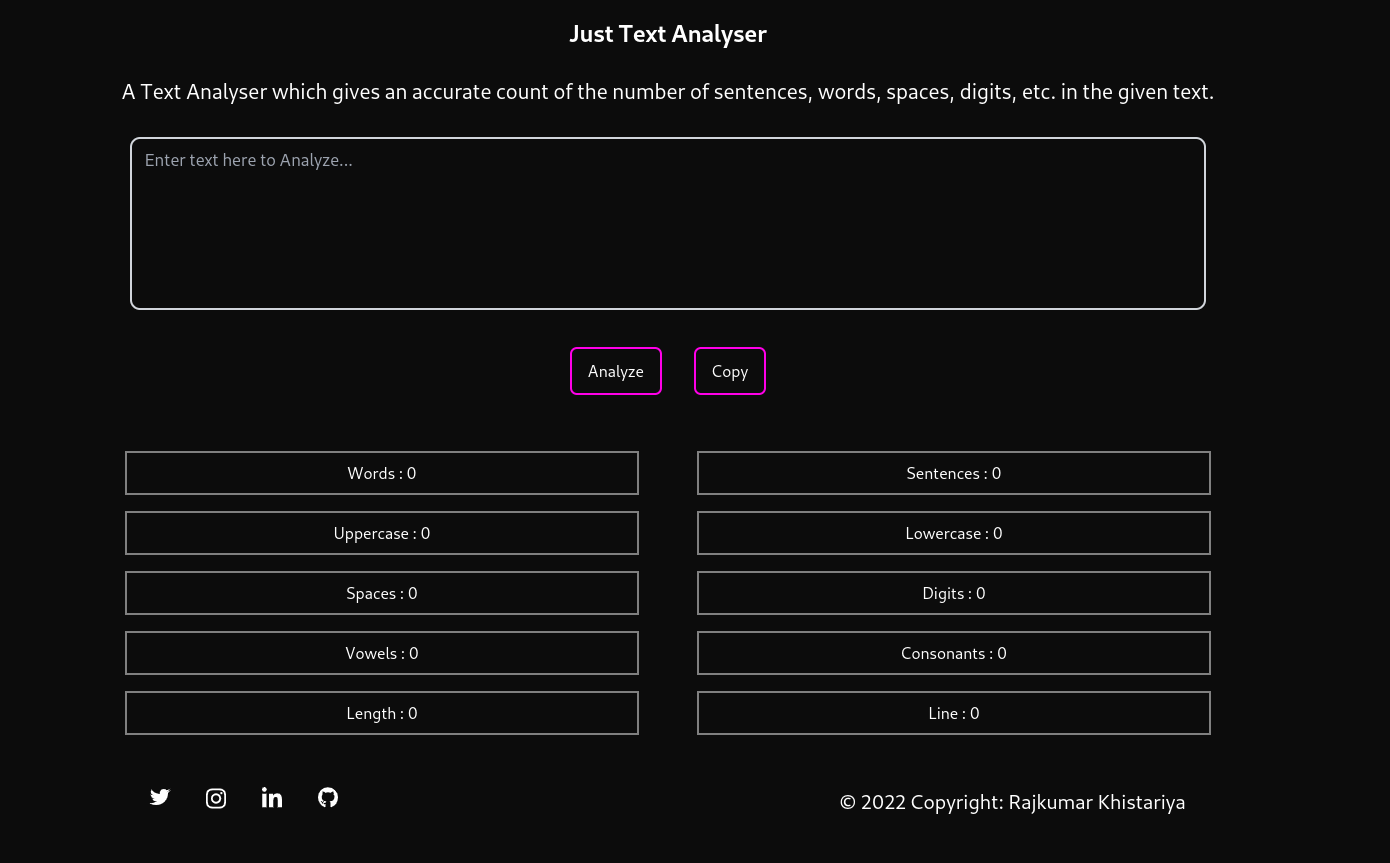 Just Text Analyser
A Text Analyser which gives an accurate count of the number of sentences, words, spaces, digits, etc. in the given text.
Enter text here to Analyze...
Analyze
Copy
Words : 0
Sentences : 0
Uppercase : 0
Lowercase : 0
Spaces : 0
Digits : 0
Vowels : 0
Consonants : 0
Length : 0
Line : 0
© 2022 Copyright: Rajkumar Khistariya